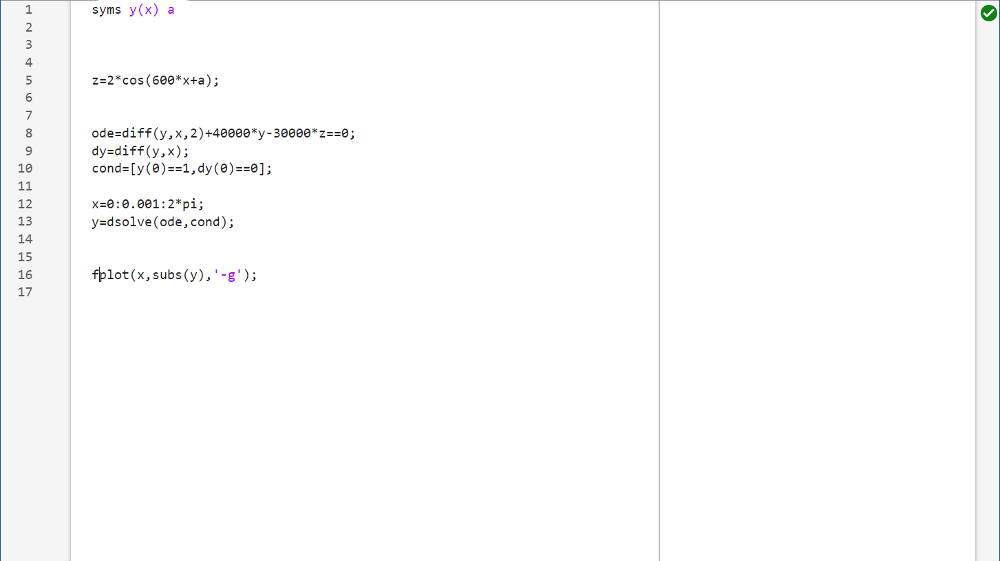 1 syms y(x) a
2
3
4
5 z=2*cos(600*x+a);
6
7
8 ode=diff(y,x,2)+40000*y-30000*z==0;
9 dy=diff(y,x);
10 cond=[y(0)==1,dy(0)==0];
11
12 x=0:0.001:2*pi;
13 y=dsolve(ode,cond);
14
15
16 fplot(x,subs(y),'-g');
17